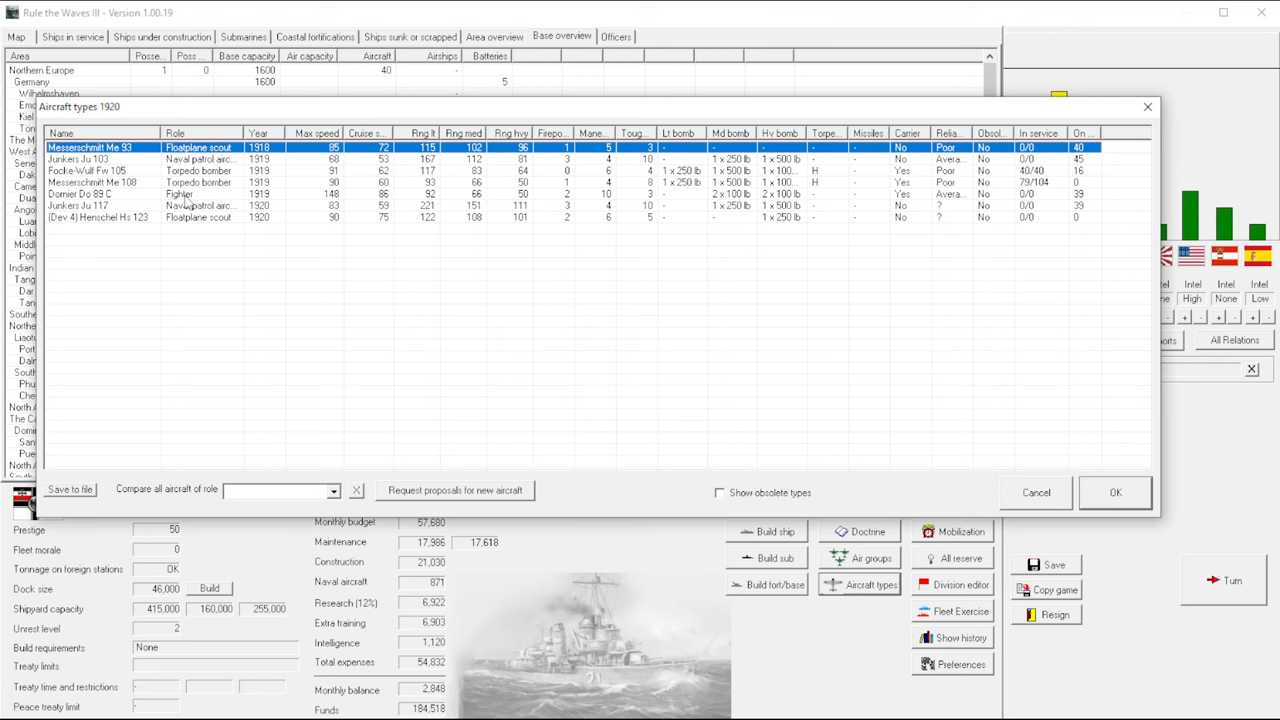 Rule the Waves III - Version 1.00.19
Map Ships in service Ships under construction Submarines Coastal fortifications Ships sunk or scrapped Area overview Base overview Officers
Area Posse... Poss ... Base capacity Air capacity Aircraft Airships Batteries
Northern Europe 1 0 1600 40 -
Germany 1600 5
Wilhelmshaven
Aircraft types 1920
Name Role Year Max speed Cruise s... Rng lt Rng med Rng hvy Firepo... Mane... Toug... Lt bomb Md bomb Hv bomb Torpe... Missiles Carrier Relia... Obsol... In service On ...
Messerschmitt Me 93 Floatplane scout 1918 85 72 115 102 96 1 5 3 - - - - - No Poor No 0/0 40
Junkers Ju 103 Naval patrol airc... 1919 68 53 167 112 81 3 4 10 - 1 x 250 lb 1 x 500 lb - - No Avera... No 0/0 45
Focke-Wulf Fw 105 Torpedo bomber 1919 91 62 117 83 64 0 6 4 1 x 250 lb 1 x 500 lb 1 x 100... H - Yes Poor No 40/40 16
Messerschmitt Me 108 Torpedo bomber 1919 90 60 93 66 50 1 4 8 1 x 250 lb 1 x 500 lb 1 x 100... H - Yes Poor No 79/104 0
Dornier Do 89 C Fighter 1919 148 86 92 66 50 2 10 3 - 2 x 100 lb 2 x 250 lb - - Yes Avera... No 0/0 39
Junkers Ju 117 Naval patrol airc... 1920 83 59 221 151 111 3 4 10 - 1 x 250 lb 1 x 500 lb - - No ? No 0/0 39
(Dev 4) Henschel Hs 123 Floatplane scout 1920 90 75 122 108 101 2 6 5 - - 1 x 250 lb - - No ? No 0/0 0
Save to file Compare all aircraft of role X Request proposals for new aircraft Show obsolete types Cancel OK
Intel Intel Intel
High None Low
+ - + - + -
All Relations
X
Prestige 50
Fleet morale 0
Tonnage on foreign stations OK
Dock size 46,000 Build
Shipyard capacity 415,000 160,000 255,000
Unrest level 2
Build requirements None
Treaty limits
Treaty time and restrictions -
Peace treaty limit -
Monthly budget 57,680
Maintenance 17,986 17,618
Construction 21,030
Naval aircraft 871
Research (12%) 6,922
Extra training 6,903
Intelligence 1,120
Total expenses 54,832
Monthly balance 2,848
Funds 184,518
Build ship Doctrine Mobilization
Build sub Air groups All reserve
Build fort/base Aircraft types Division editor
Fleet Exercise
Show history
Preferences
Save
Copy game
Resign
Turn